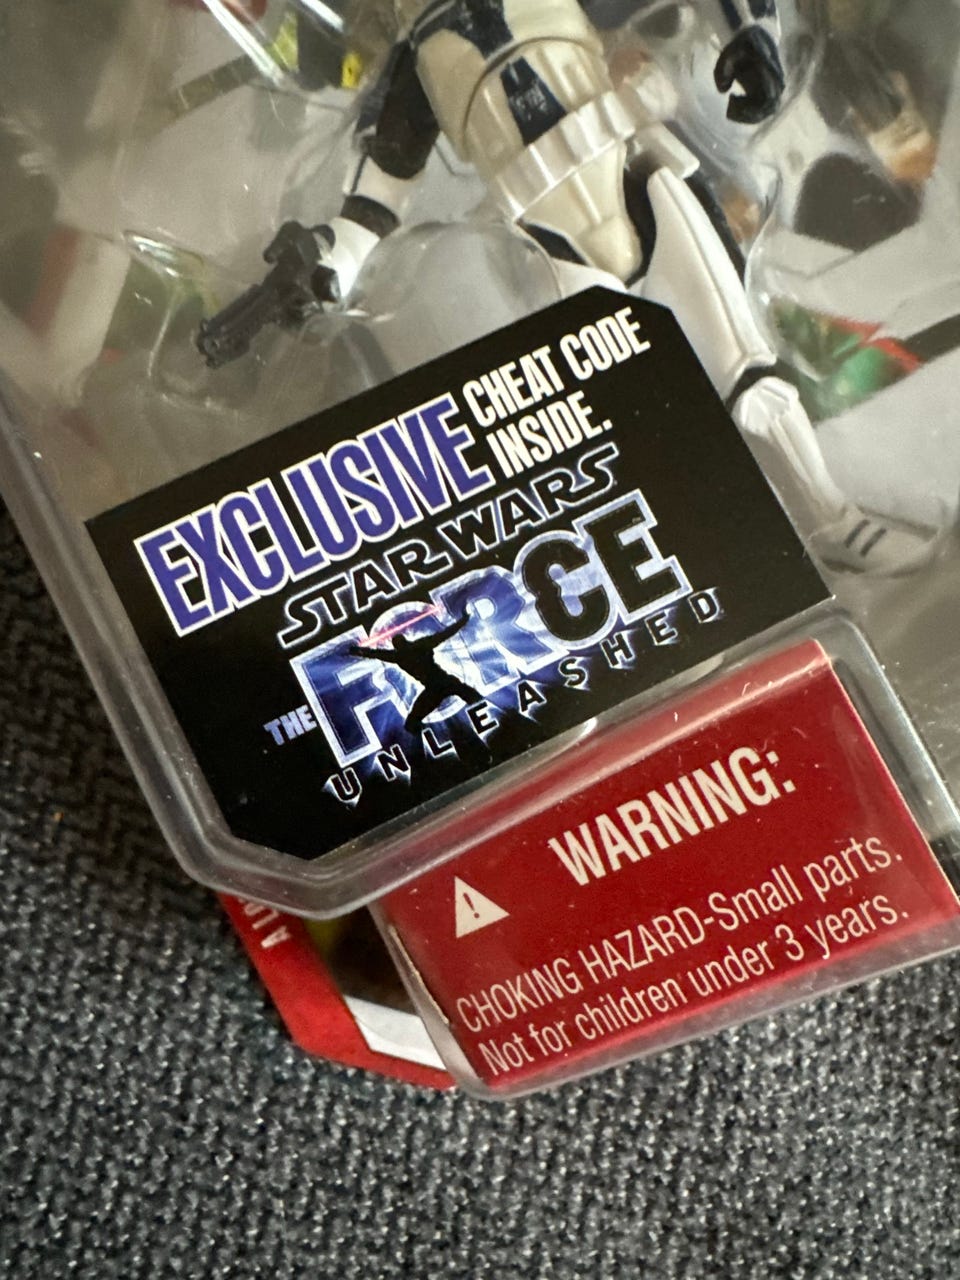 EXCLUSIVE CHEAT CODE
INSIDE.
STAR WARS
THE FORCE
UNLEASHED
WARNING:
CHOKING HAZARD-Small parts.
Not for children under 3 years.